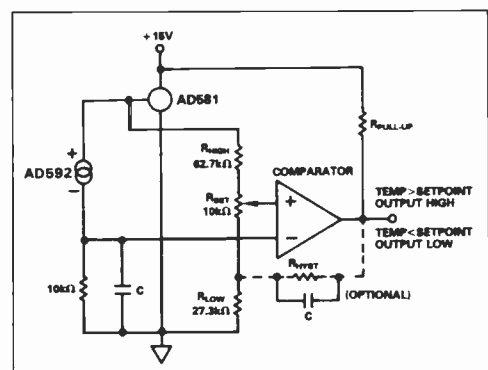 + 15V
AD581
R_HIGH
62.7kΩ
R_PULL-UP
COMPARATOR
+
AD592
−
R_SET
10kΩ
+
−
TEMP>SETPOINT
OUTPUT HIGH
TEMP<SETPOINT
OUTPUT LOW
10kΩ
C
R_LOW
27.3kΩ
R_HYST
C
(OPTIONAL)